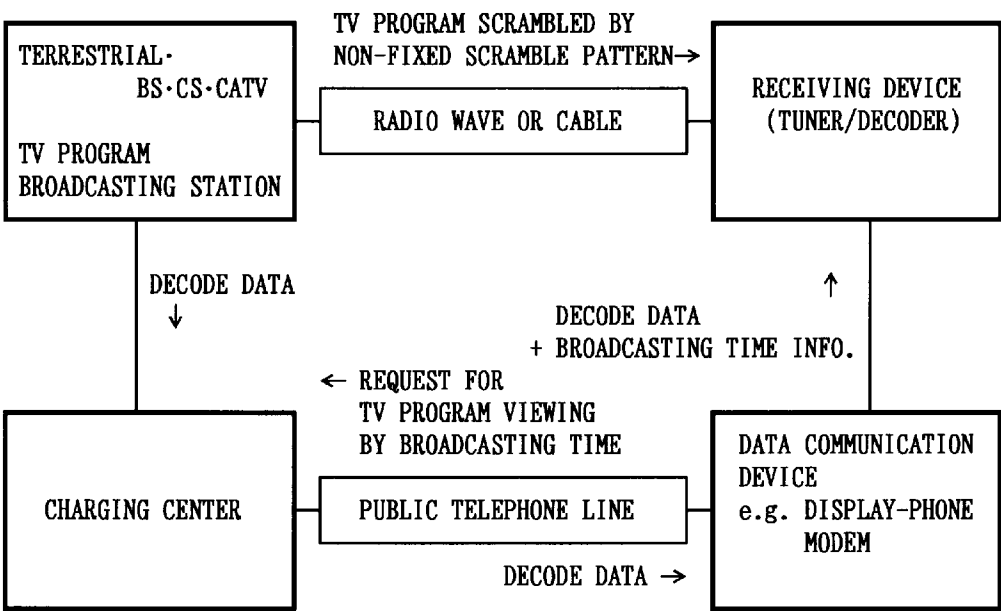 TV PROGRAM SCRAMBLED BY
NON-FIXED SCRAMBLE PATTERN→
TERRESTRIAL·
BS·CS·CATV
TV PROGRAM
BROADCASTING STATION
RADIO WAVE OR CABLE
RECEIVING DEVICE
(TUNER/DECODER)
DECODE DATA
↓
↑
DECODE DATA
+ BROADCASTING TIME INFO.
← REQUEST FOR
TV PROGRAM VIEWING
BY BROADCASTING TIME
CHARGING CENTER
PUBLIC TELEPHONE LINE
DATA COMMUNICATION
DEVICE
e.g. DISPLAY-PHONE
MODEM
DECODE DATA →